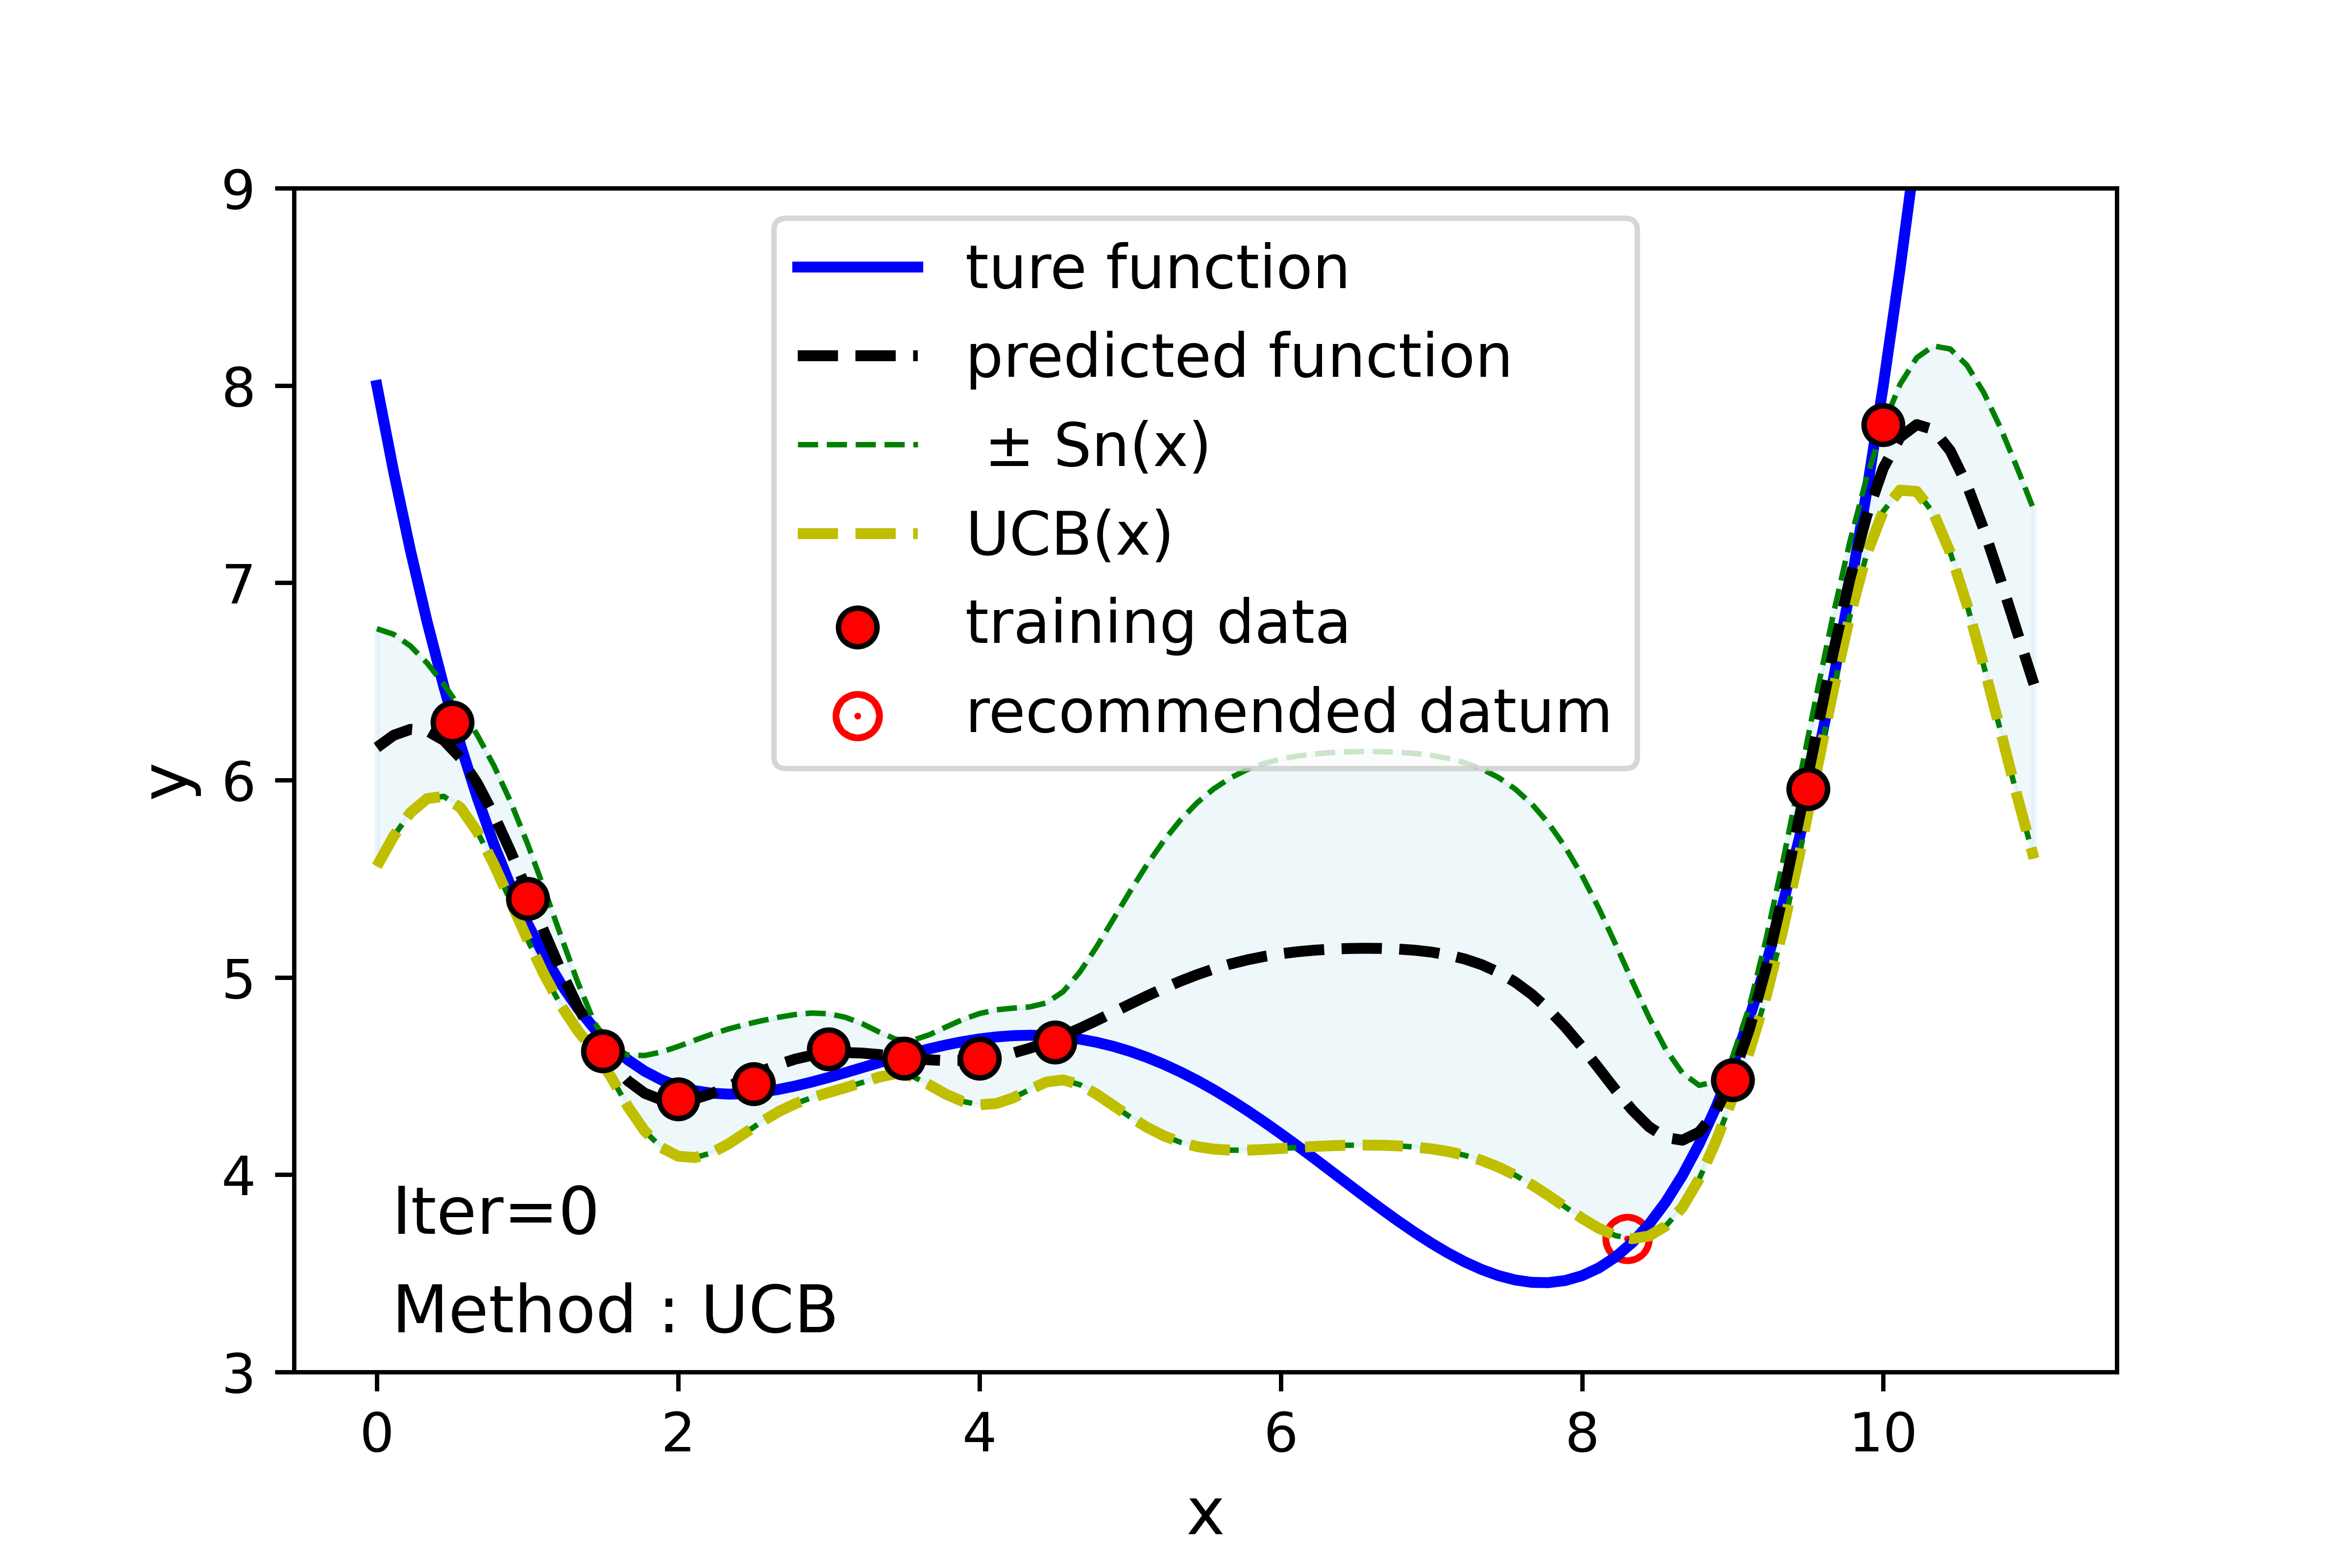 9
8
7
6
5
4
3
y
ture function
predicted function
± Sn(x)
UCB(x)
training data
recommended datum
Iter=0
Method : UCB
0 2 4 6 8 10
x